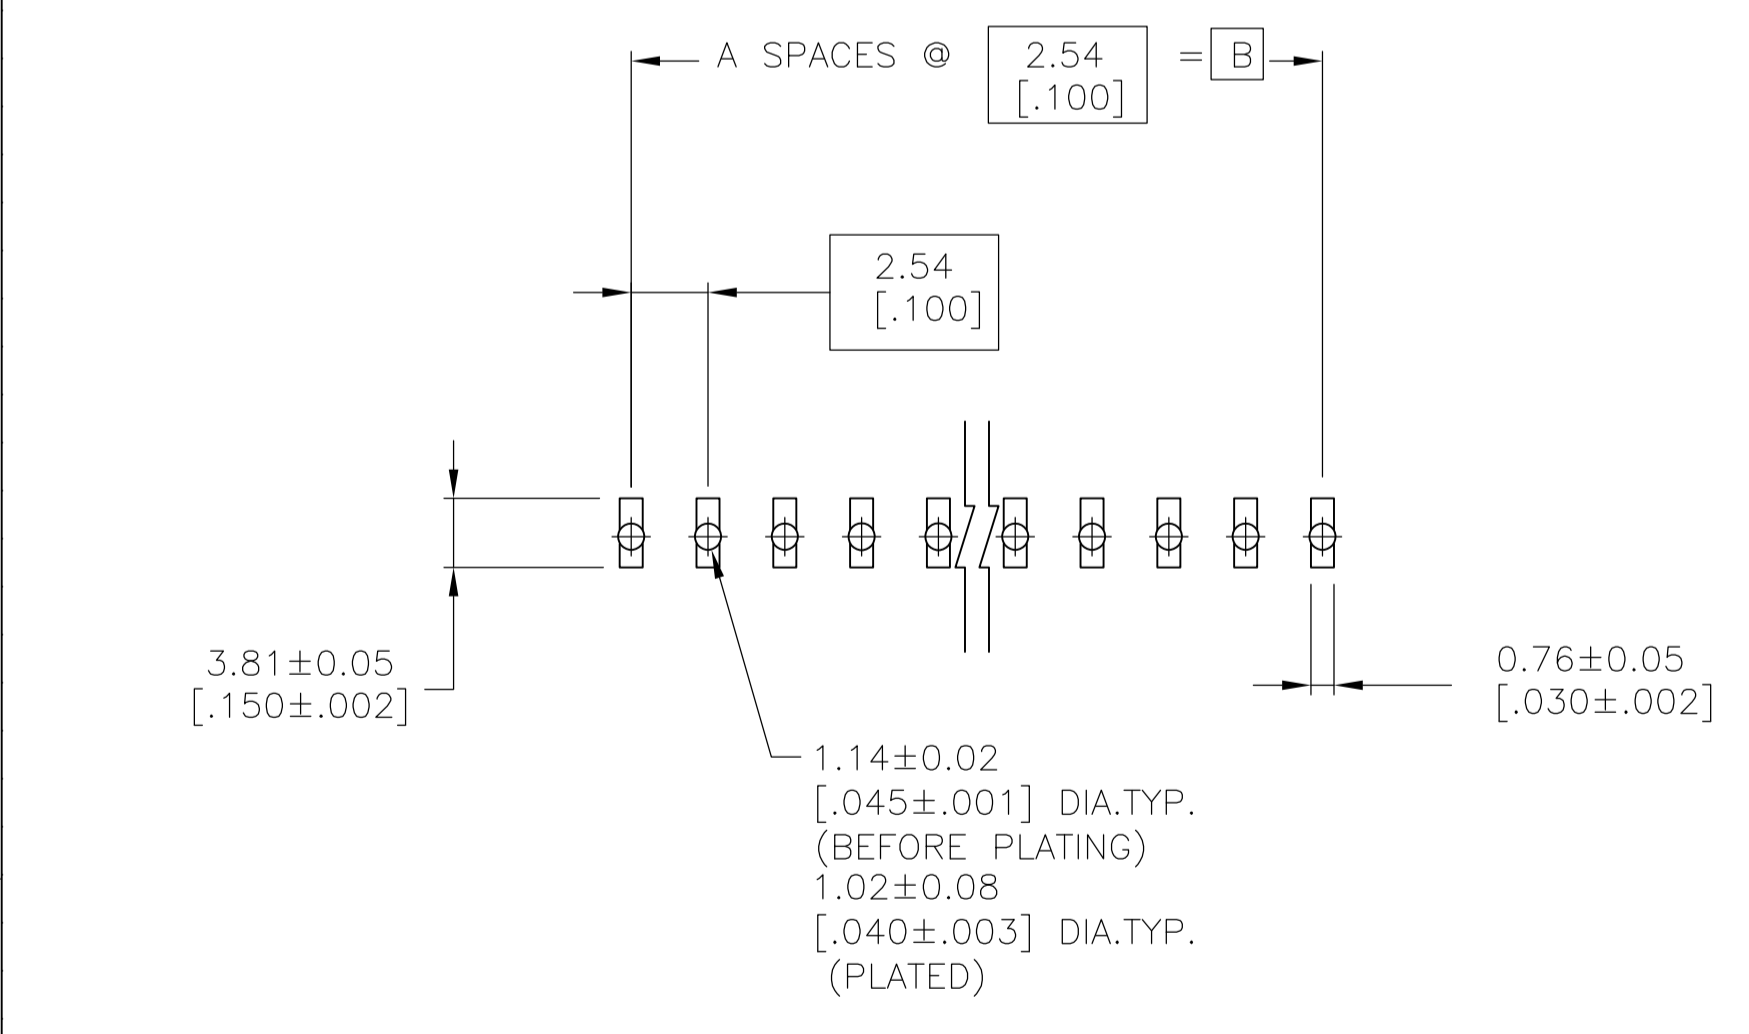 A SPACES @ 2.54 = B
[.100]
2.54
[.100]
3.81±0.05
[.150±.002]
0.76±0.05
[.030±.002]
1.14±0.02
[.045±.001] DIA.TYP.
(BEFORE PLATING)
1.02±0.08
[.040±.003] DIA.TYP.
(PLATED)